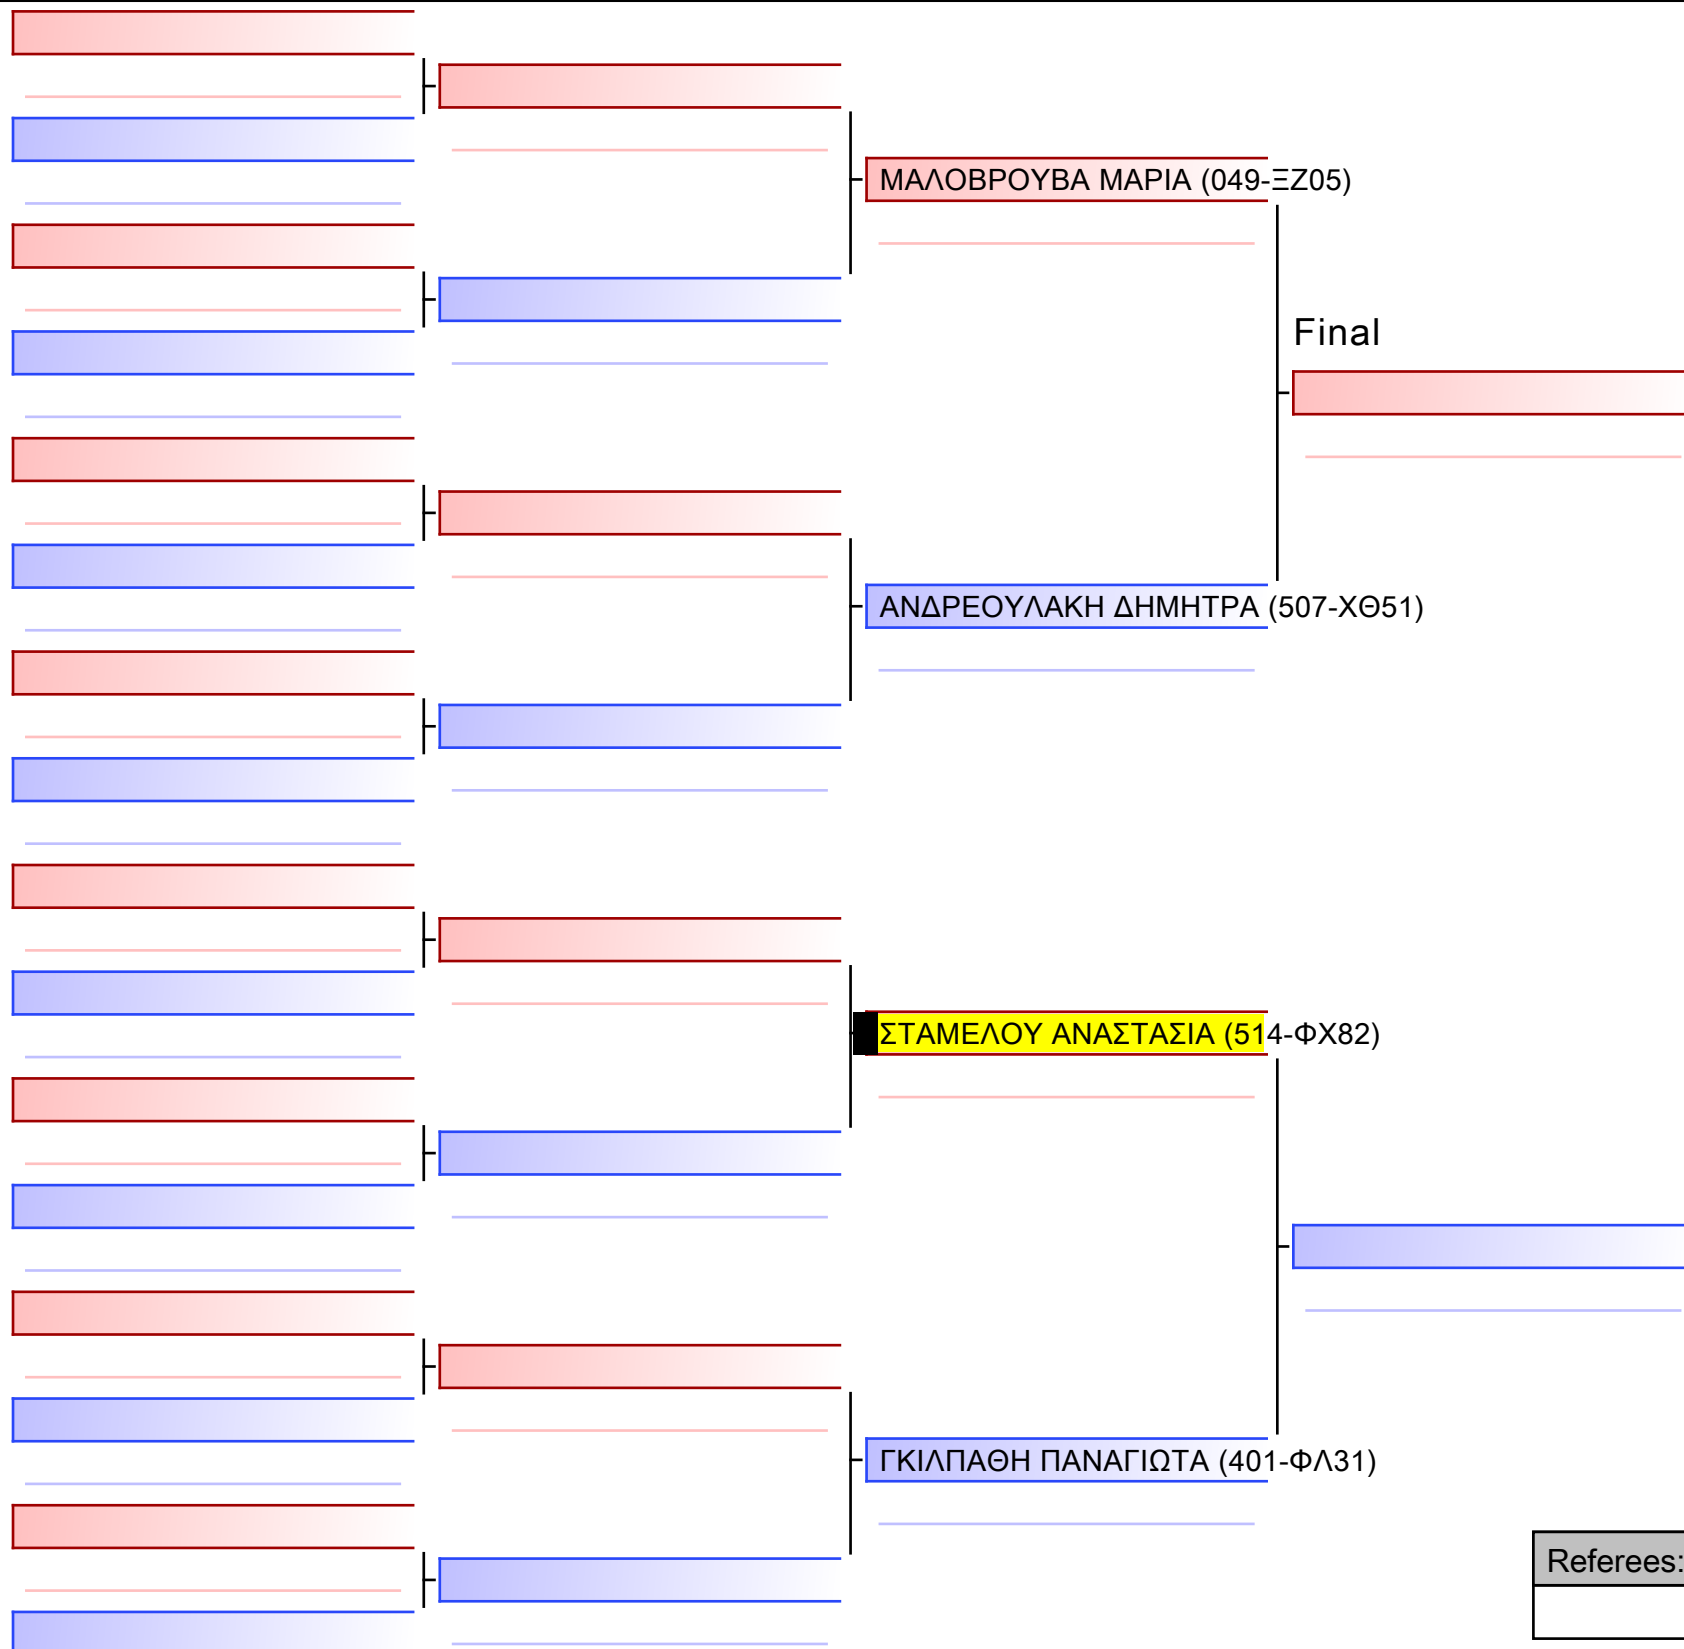 ΜΑΛΟΒΡΟΥΒΑ ΜΑΡΙΑ (049-ΞΖ05)
Final
ΑΝΔΡΕΟΥΛΑΚΗ ΔΗΜΗΤΡΑ (507-ΧΘ51)
ΣΤΑΜΕΛΟΥ ΑΝΑΣΤΑΣΙΑ (514-ΦΧ82)
ΓΚΙΛΠΑΘΗ ΠΑΝΑΓΙΩΤΑ (401-ΦΛ31)
Referees: